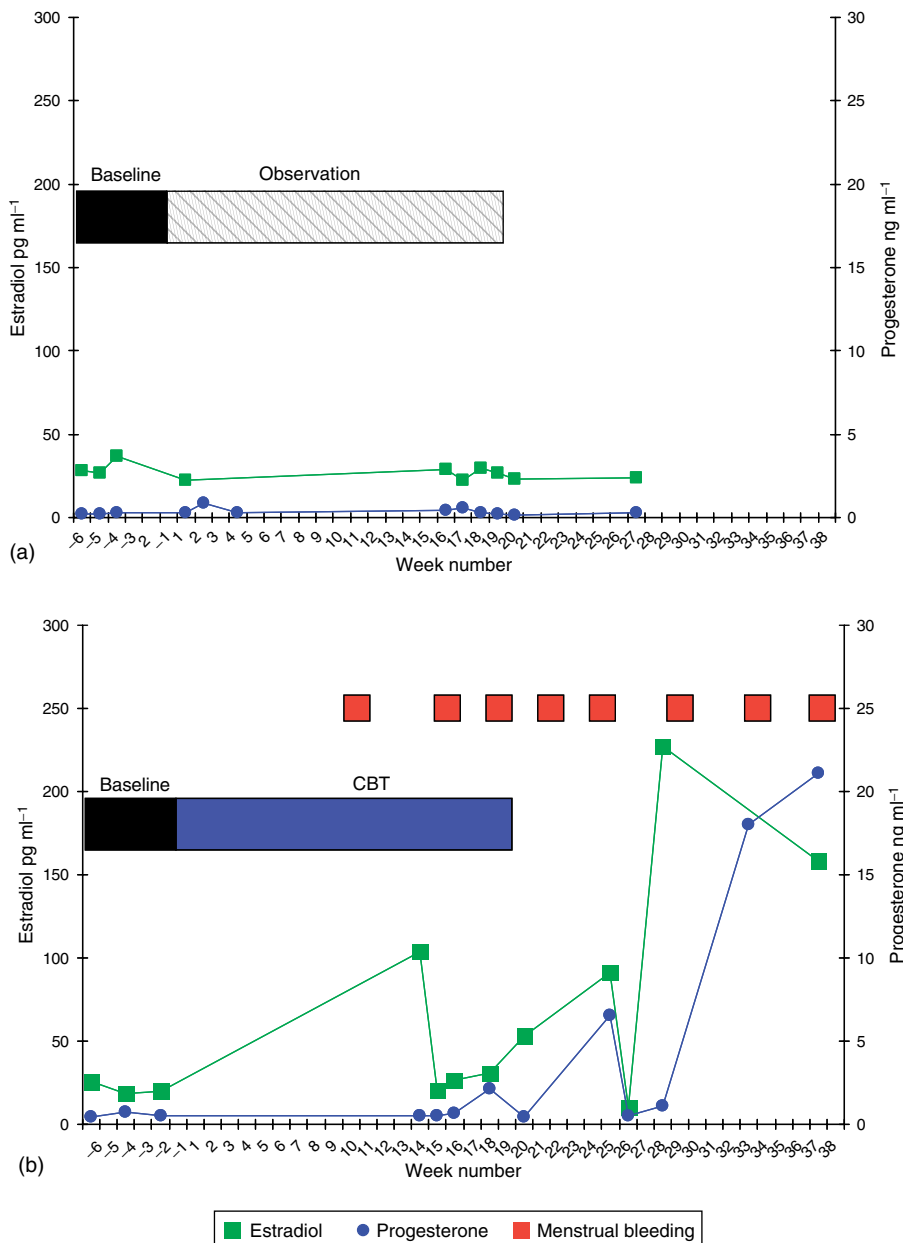 300
250
200
150
100
50
0
Estradiol pg ml⁻¹
Baseline
Observation
30
25
20
15
10
5
0
Progesterone ng ml⁻¹
–6 –5 –4 –3 2 –1 1 2 3 4 5 6 7 8 9 10 11 12 13 14 15 16 17 18 19 20 21 22 23 24 26 27 28 29 30 31 32 33 34 35 36 37 38
Week number
(a)
300
250
200
150
100
50
0
Estradiol pg ml⁻¹
Baseline
CBT
30
25
20
15
10
5
0
Progesterone ng ml⁻¹
–6 –5 –4 –3 –2 –1 1 2 3 4 5 6 7 8 9 10 11 12 13 14 15 16 17 18 19 20 21 22 23 24 25 26 27 28 29 30 31 32 33 34 35 36 37 38
Week number
(b)
Estradiol Progesterone Menstrual bleeding